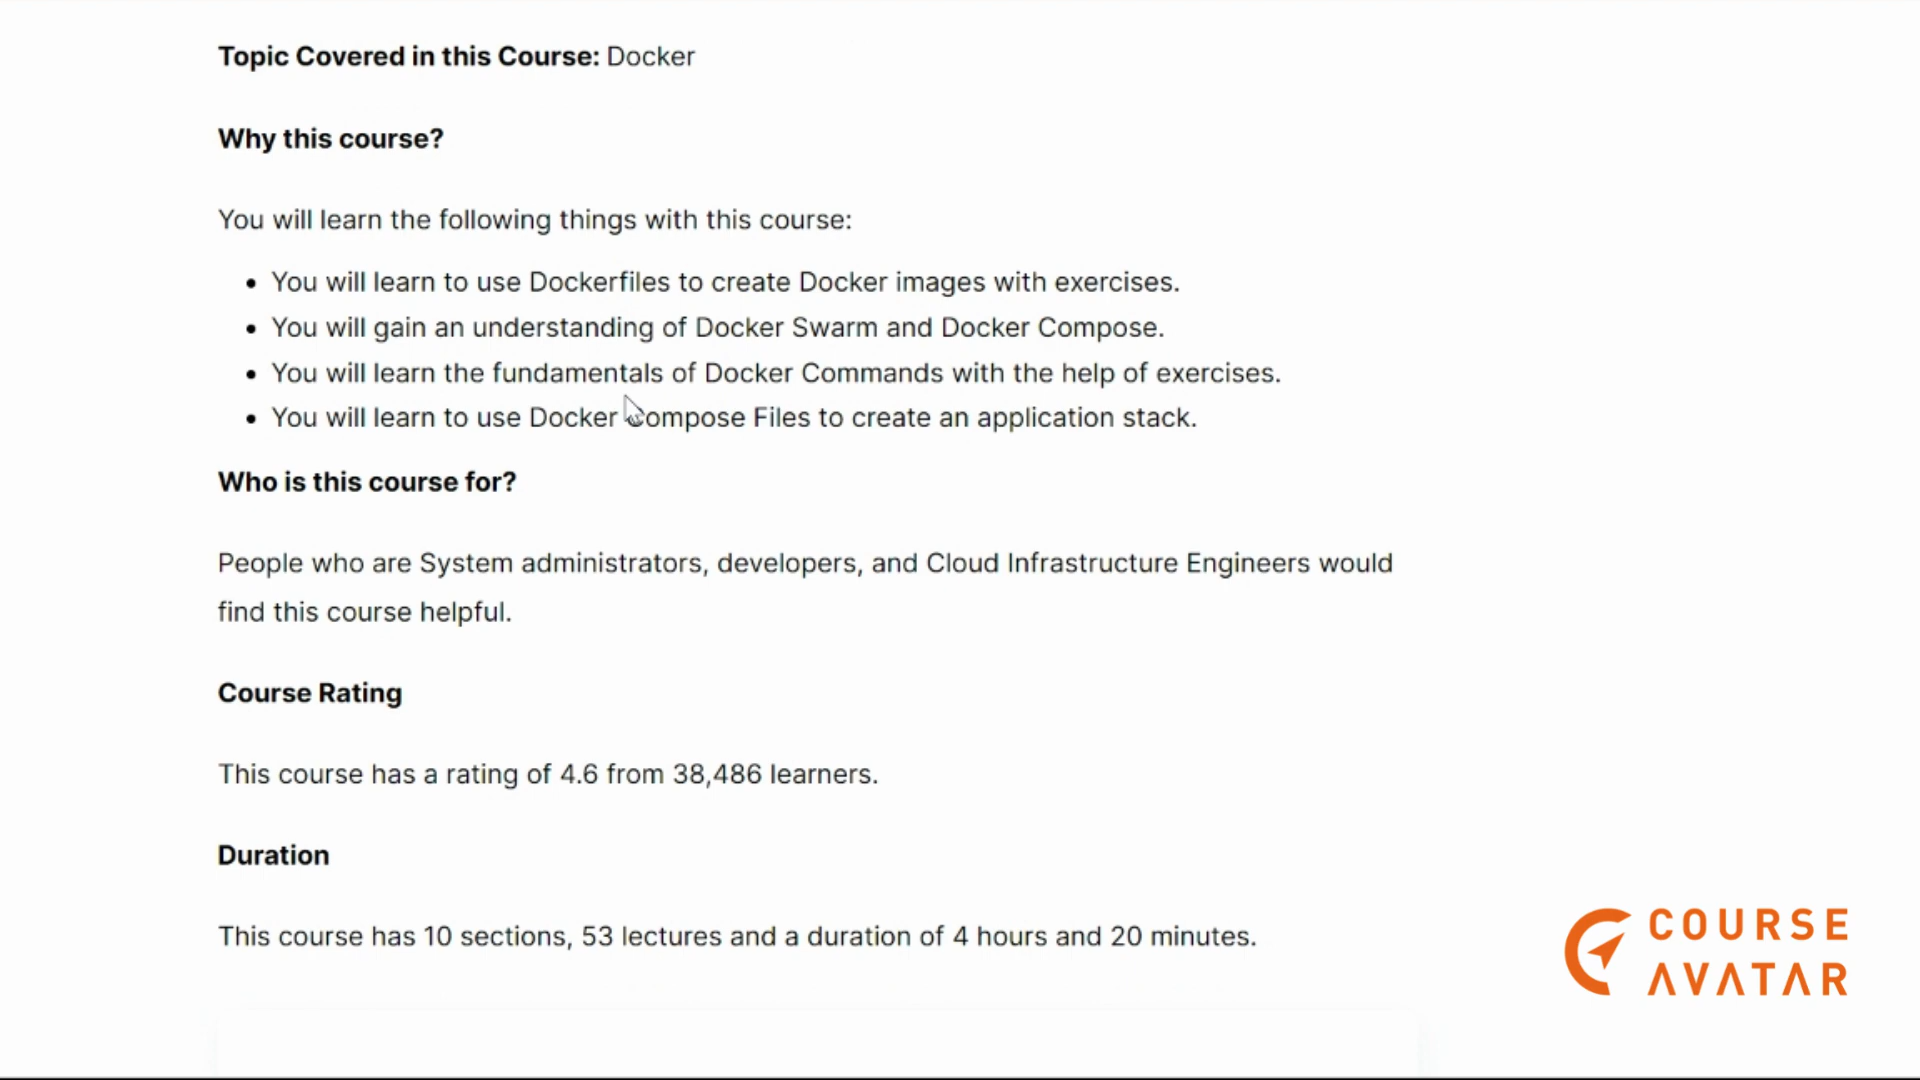 Topic Covered in this Course: Docker
Why this course?
You will learn the following things with this course:
• You will learn to use Dockerfiles to create Docker images with exercises.
• You will gain an understanding of Docker Swarm and Docker Compose.
• You will learn the fundamentals of Docker Commands with the help of exercises.
• You will learn to use Docker Compose Files to create an application stack.
Who is this course for?
People who are System administrators, developers, and Cloud Infrastructure Engineers would
find this course helpful.
Course Rating
This course has a rating of 4.6 from 38,486 learners.
Duration
This course has 10 sections, 53 lectures and a duration of 4 hours and 20 minutes.
COURSE
AVATAR